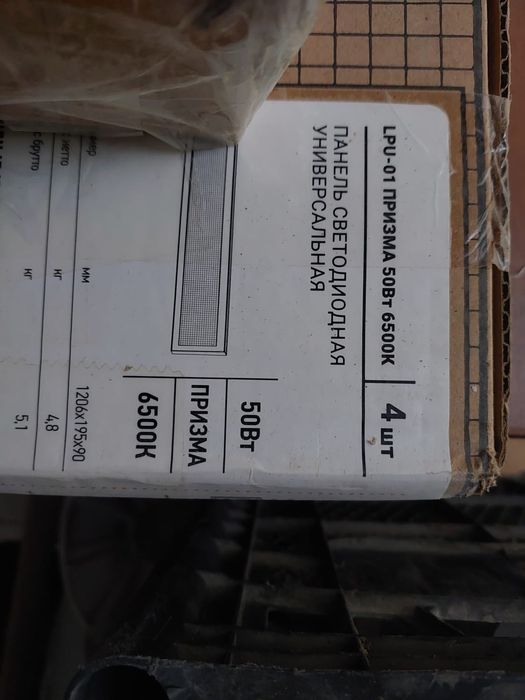 LPU-01 ПРИЗМА 50Вт 6500К
4 шт
ПАНЕЛЬ СВЕТОДИОДНАЯ
УНИВЕРСАЛЬНАЯ
50Вт
ПРИЗМА
6500К
мм 1206х195х90
нетто кг 4,8
брутто кг 5,1